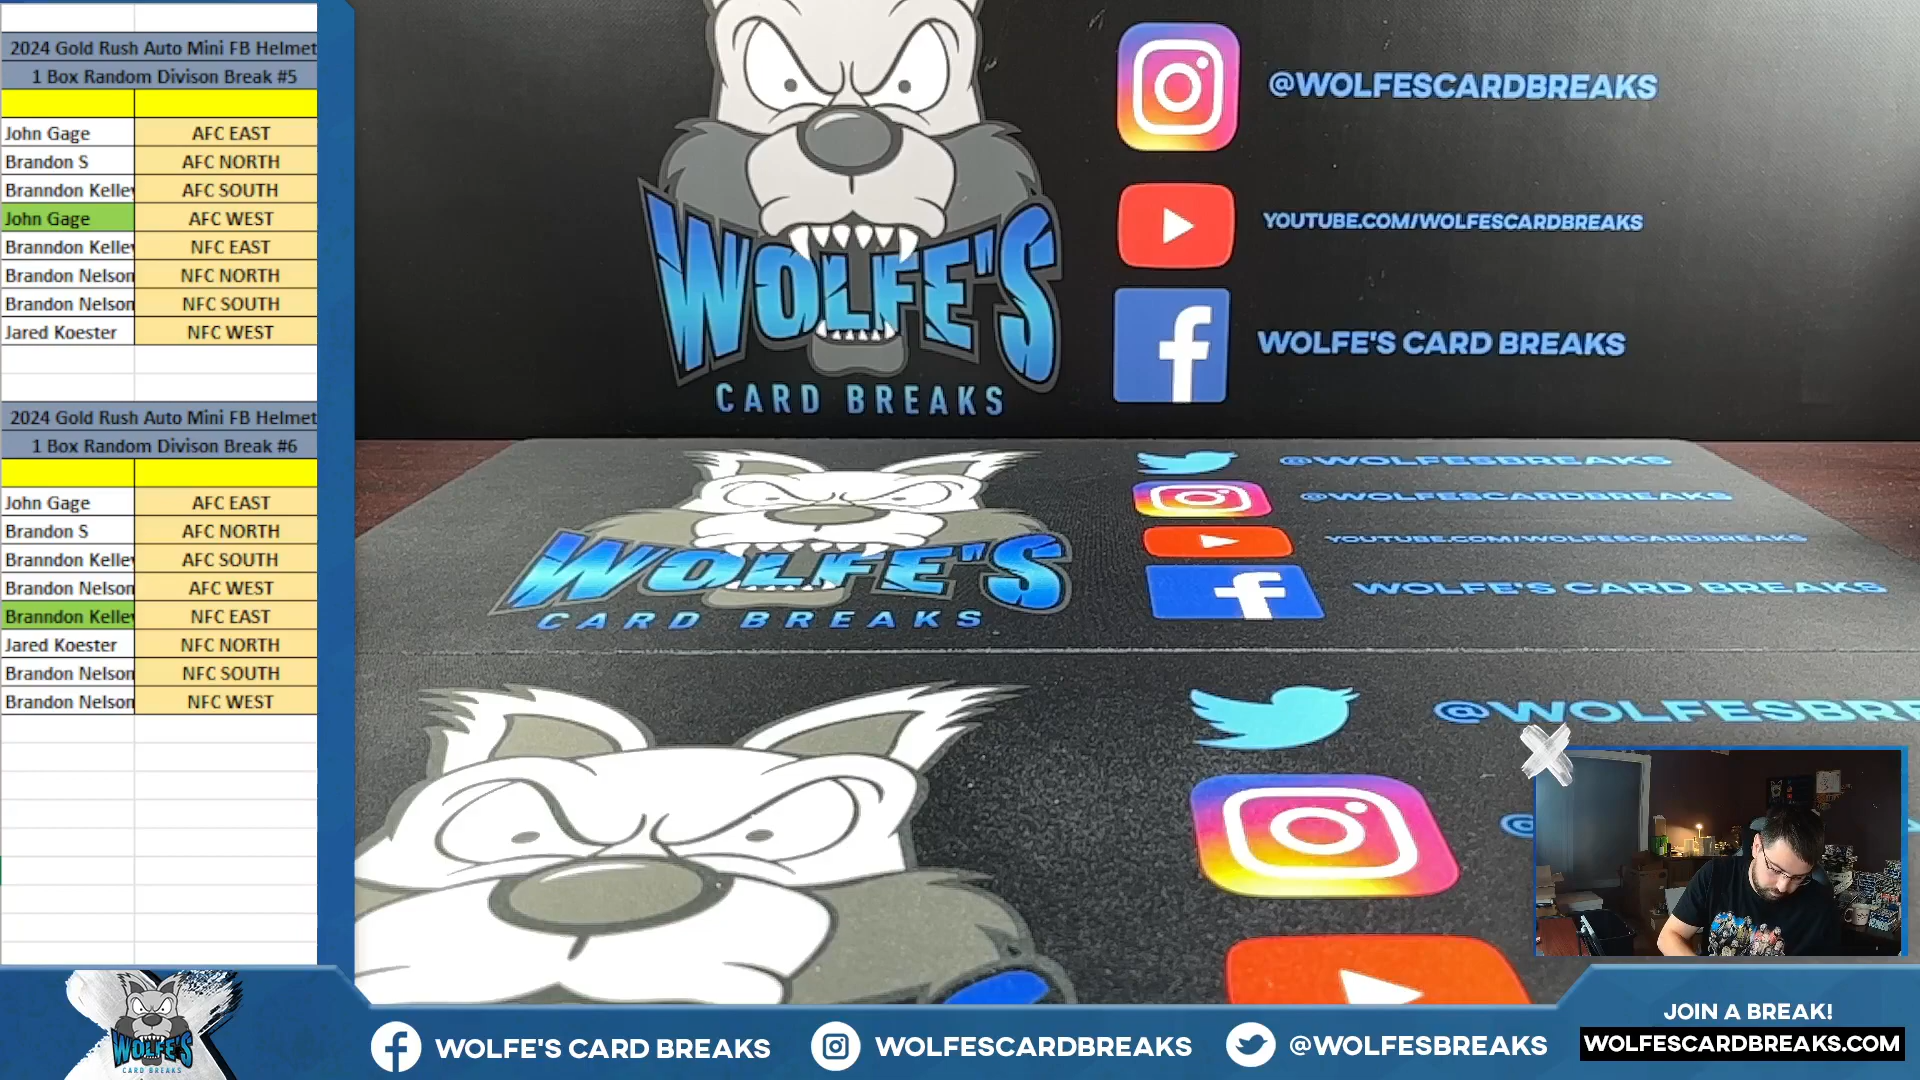 2024 Gold Rush Auto Mini FB Helmet
1 Box Random Divison Break #5
John Gage AFC EAST
Brandon S AFC NORTH
Branndon Kelley AFC SOUTH
John Gage AFC WEST
Branndon Kelley NFC EAST
Brandon Nelson NFC NORTH
Brandon Nelson NFC SOUTH
Jared Koester NFC WEST
2024 Gold Rush Auto Mini FB Helmet
1 Box Random Divison Break #6
John Gage AFC EAST
Brandon S AFC NORTH
Branndon Kelley AFC SOUTH
Brandon Nelson AFC WEST
Branndon Kelley NFC EAST
Jared Koester NFC NORTH
Brandon Nelson NFC SOUTH
Brandon Nelson NFC WEST
WOLFE'S
CARD BREAKS
@WOLFESCARDBREAKS
YOUTUBE.COM/WOLFESCARDBREAKS
WOLFE'S CARD BREAKS
WOLFE'S
CARD BREAKS
@WOLFESBREAKS
@WOLFESCARDBREAKS
YOUTUBE.COM/WOLFESCARDBREAKS
WOLFE'S CARD BREAKS
@WOLFESBRE
WOLFE'S
CARD BREAKS
WOLFE'S CARD BREAKS
WOLFESCARDBREAKS
@WOLFESBREAKS
JOIN A BREAK!
WOLFESCARDBREAKS.COM